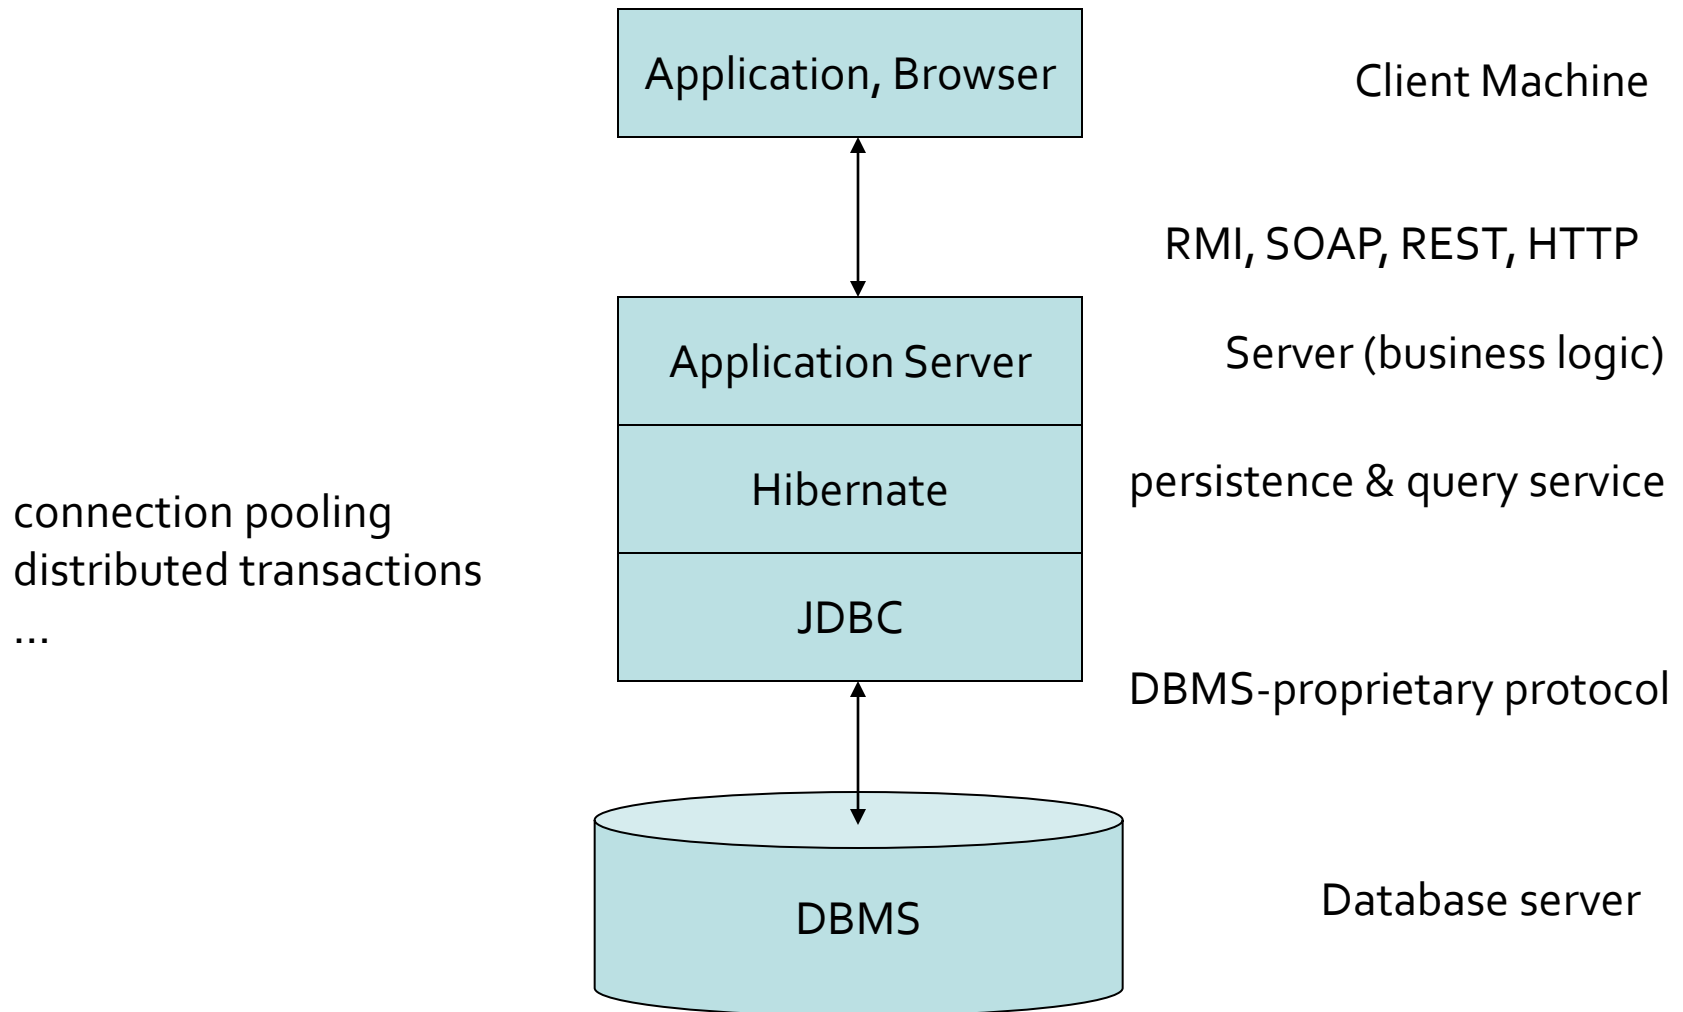 Application, Browser
Client Machine
RMI, SOAP, REST, HTTP
Application Server
Server (business logic)
Hibernate
persistence & query service
connection pooling
distributed transactions
...
JDBC
DBMS-proprietary protocol
DBMS
Database server